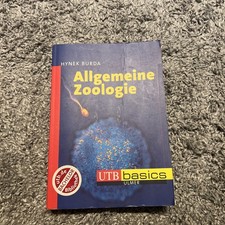 HYNEK BURDA
Allgemeine
Zoologie
UTB basics
ULMER